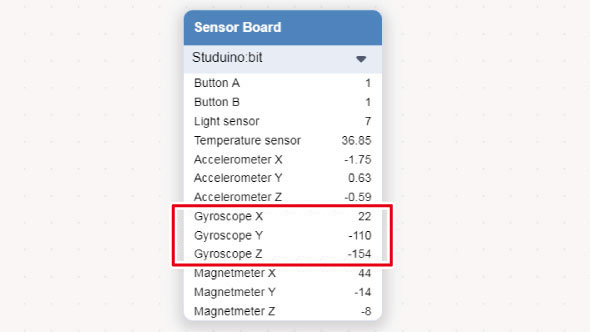 Sensor Board
Studuino:bit
Button A 1
Button B 1
Light sensor 7
Temperature sensor 36.85
Accelerometer X -1.75
Accelerometer Y 0.63
Accelerometer Z -0.59
Gyroscope X 22
Gyroscope Y -110
Gyroscope Z -154
Magnetmeter X 44
Magnetmeter Y -14
Magnetmeter Z -8